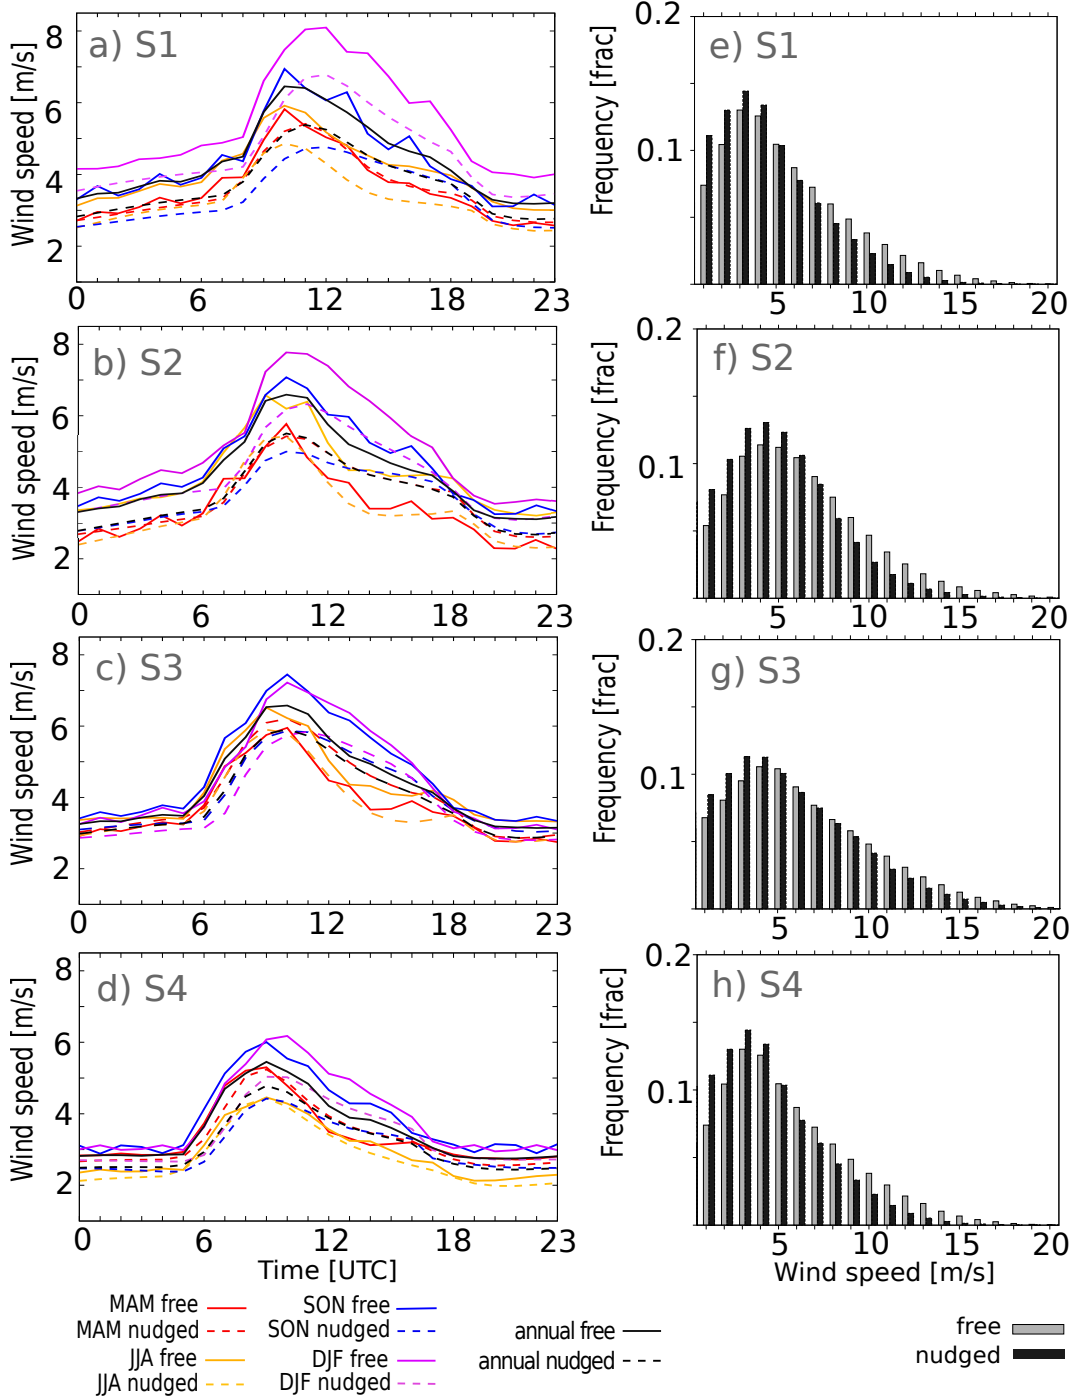 a) S1
Wind speed [m/s]
8
6
4
2
0 6 12 18 23
e) S1
Frequency [frac]
0.2
0.1
5 10 15 20
b) S2
Wind speed [m/s]
8
6
4
2
0 6 12 18 23
f) S2
Frequency [frac]
0.2
0.1
5 10 15 20
c) S3
Wind speed [m/s]
8
6
4
2
0 6 12 18 23
g) S3
Frequency [frac]
0.2
0.1
5 10 15 20
d) S4
Wind speed [m/s]
8
6
4
2
0 6 12 18 23
Time [UTC]
h) S4
Frequency [frac]
0.2
0.1
5 10 15 20
Wind speed [m/s]
MAM free
MAM nudged
JJA free
JJA nudged
SON free
SON nudged
DJF free
DJF nudged
annual free
annual nudged
free
nudged